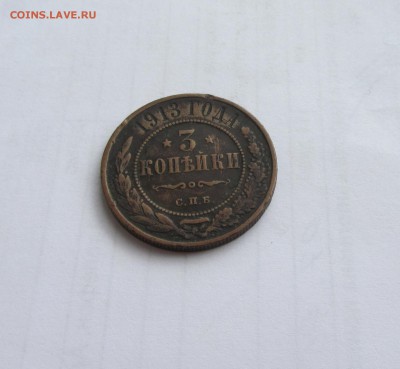 COINS.LAVE.RU
1913 ГОДА
3
КОПѢЙКИ
С.П.Б.